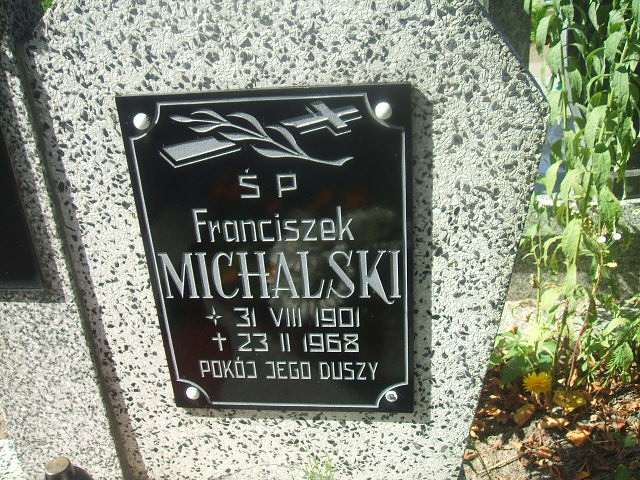 Ś P
Franciszek
MICHALSKI
✶ 31 VIII 1901
✝ 23 II 1968
POKÓJ JEGO DUSZY